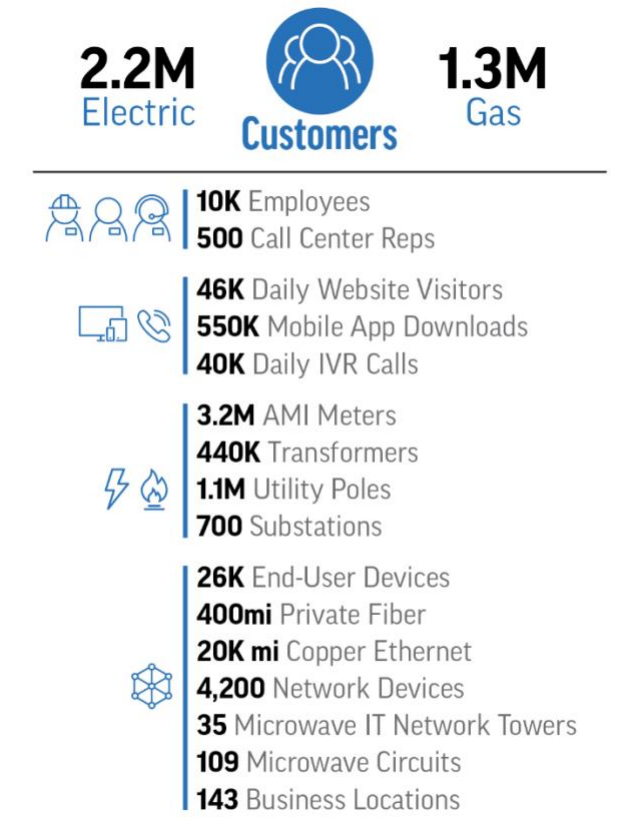 2.2M
Electric
Customers
1.3M
Gas
10K Employees
500 Call Center Reps
46K Daily Website Visitors
550K Mobile App Downloads
40K Daily IVR Calls
3.2M AMI Meters
440K Transformers
1.1M Utility Poles
700 Substations
26K End-User Devices
400mi Private Fiber
20K mi Copper Ethernet
4,200 Network Devices
35 Microwave IT Network Towers
109 Microwave Circuits
143 Business Locations